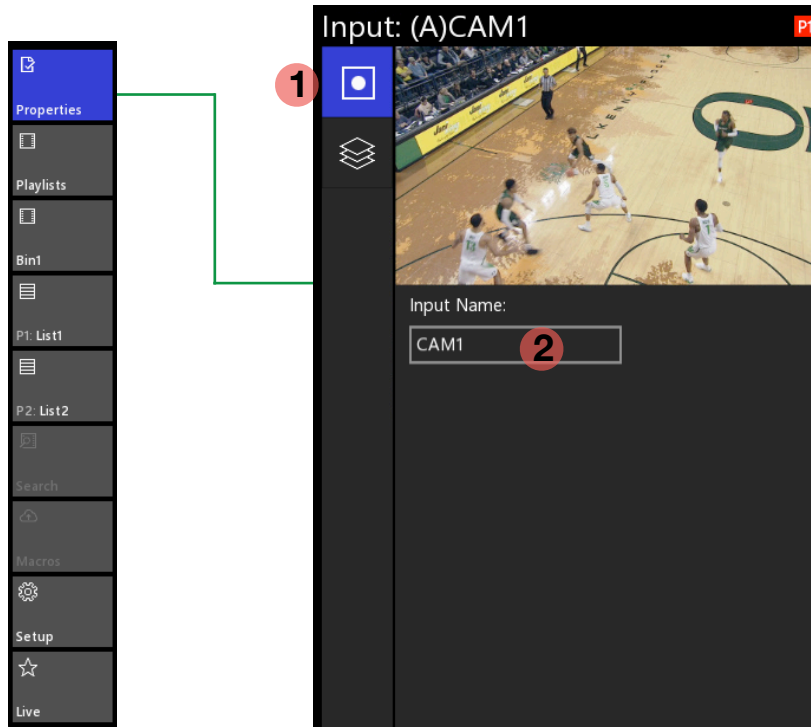 Properties
Playlists
Bin1
P1: List1
P2: List2
Search
Macros
Setup
Live
Input: (A)CAM1
P1
1
Input Name:
CAM1
2